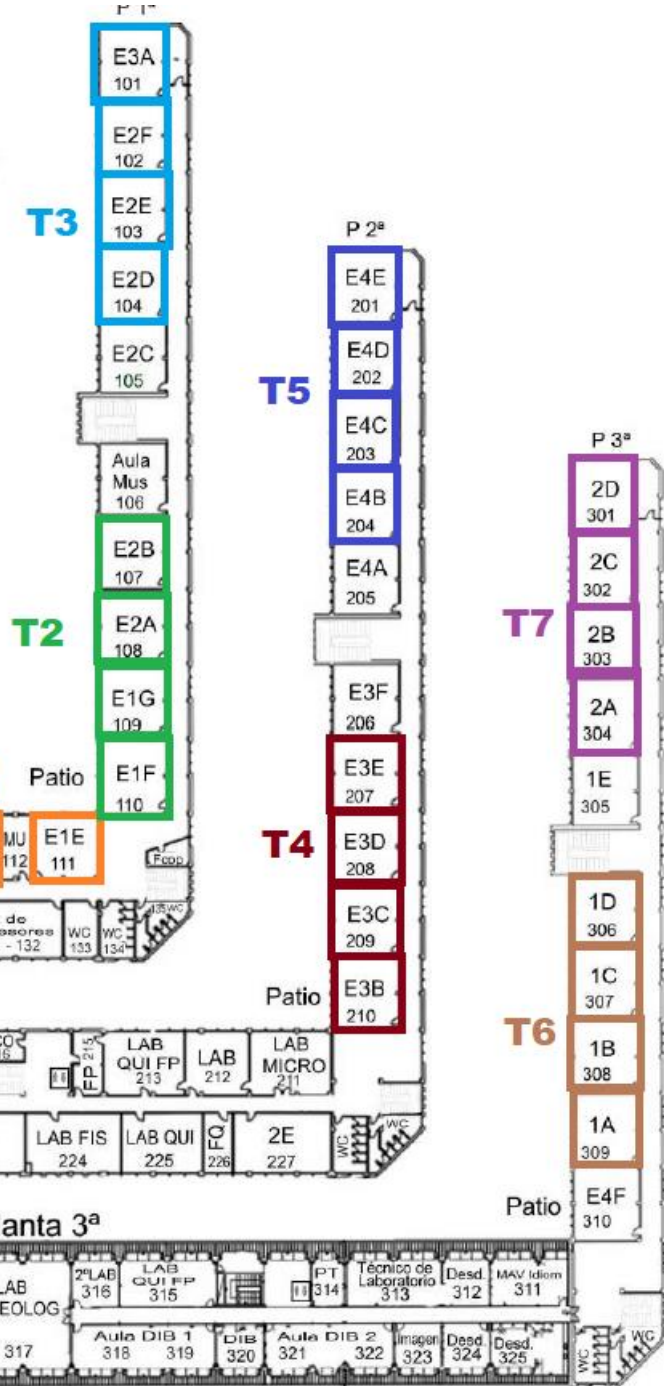 P 1ª
E3A
101
E2F
102
E2E
103
T3
E2D
104
E2C
105
Aula
Mus
106
E2B
107
T2
E2A
108
E1G
109
Patio
E1F
110
MU
112
E1E
111
Fcop
135 WC
de
- 132
WC
133
WC
134
P 2ª
E4E
201
T5
E4D
202
E4C
203
E4B
204
E4A
205
E3F
206
E3E
207
T4
E3D
208
E3C
209
Patio
E3B
210
FP 215
LAB
QUI FP
213
LAB
212
LAB
MICRO
211
LAB FIS
224
LAB QUI
225
FQ
226
2E
227
WC
WC
P 3ª
2D
301
2C
302
T7
2B
303
2A
304
1E
305
1D
306
1C
307
T6
1B
308
1A
309
Patio
E4F
310
anta 3ª
LAB
EOLOG
317
2ºLAB
316
LAB
QUI FP
315
PT
314
Técnico de
Laboratorio
313
Desd.
312
MAV Idiom
311
Aula DIB 1
318 319
DIB
320
Aula DIB 2
321 322
Imagen
323
Desd.
324
Desd.
325
WC
WC